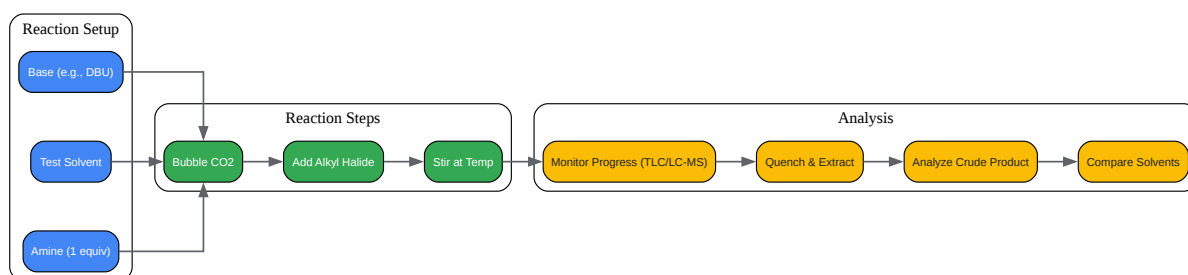 Reaction Setup
Base (e.g., DBU)
Test Solvent
Amine (1 equiv)
Reaction Steps
Bubble CO2
Add Alkyl Halide
Stir at Temp
Analysis
Monitor Progress (TLC/LC-MS)
Quench & Extract
Analyze Crude Product
Compare Solvents